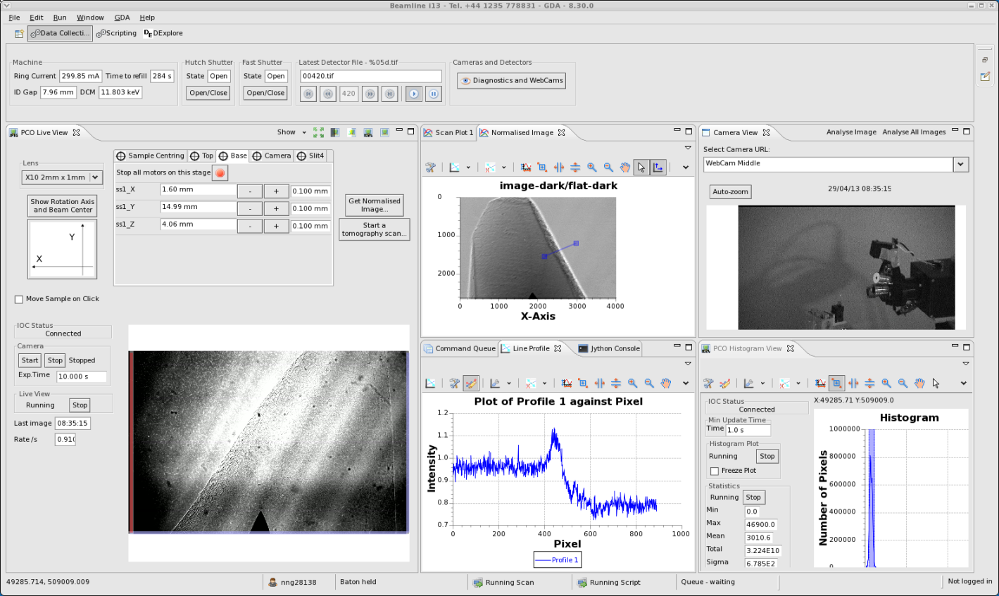 Beamline i13 - Tel. +44 1235 778831 - GDA - 8.30.0
File Edit Run Window GDA Help
Data Collecti... Scripting DE DExplore
Machine
Ring Current 299.85 mA Time to refill 284 s
ID Gap 7.96 mm DCM 11.803 keV
Hutch Shutter
State Open
Open/Close
Fast Shutter
State Open
Open/Close
Latest Detector File - %05d.tif
00420.tif
420
Cameras and Detectors
Diagnostics and WebCams
PCO Live View
Show
Lens
X10 2mm x 1mm
Show Rotation Axis
and Beam Center
Y
X
Move Sample on Click
Sample Centring Top Base Camera Slit4
Stop all motors on this stage
ss1_X 1.60 mm - + 0.100 mm
ss1_Y 14.99 mm - + 0.100 mm
ss1_Z 4.06 mm - + 0.100 mm
Get Normalised
Image...
Start a
tomography scan...
IOC Status
Connected
Camera
Start Stop Stopped
Exp.Time 10.000 s
Live View
Running Stop
Last image 08:35:15
Rate /s 0.910
Scan Plot 1 Normalised Image
image-dark/flat-dark
0
1000
2000
0 1000 2000 3000 4000
X-Axis
Camera View
Analyse Image Analyse All Images
Select Camera URL:
WebCam Middle
Auto-zoom
29/04/13 08:35:15
Command Queue Line Profile Jython Console
Plot of Profile 1 against Pixel
Intensity
1.2
1.1
1.0
0.9
0.8
0.7
0 200 400 600 800 1000
Pixel
Profile 1
PCO Histogram View
IOC Status
Connected
Min Update Time
Time 1.0 s
Histogram Plot
Running Stop
Freeze Plot
Statistics
Running Stop
Min 0.0
Max 46900.0
Mean 3010.6
Total 3.224E10
Sigma 6.785E2
X:49285.71 Y:509009.0
Histogram
Number of Pixels
1000000
800000
600000
400000
200000
0
49285.714, 509009.009
nng28138
Baton held
Running Scan
Running Script
Queue - waiting
Not logged in